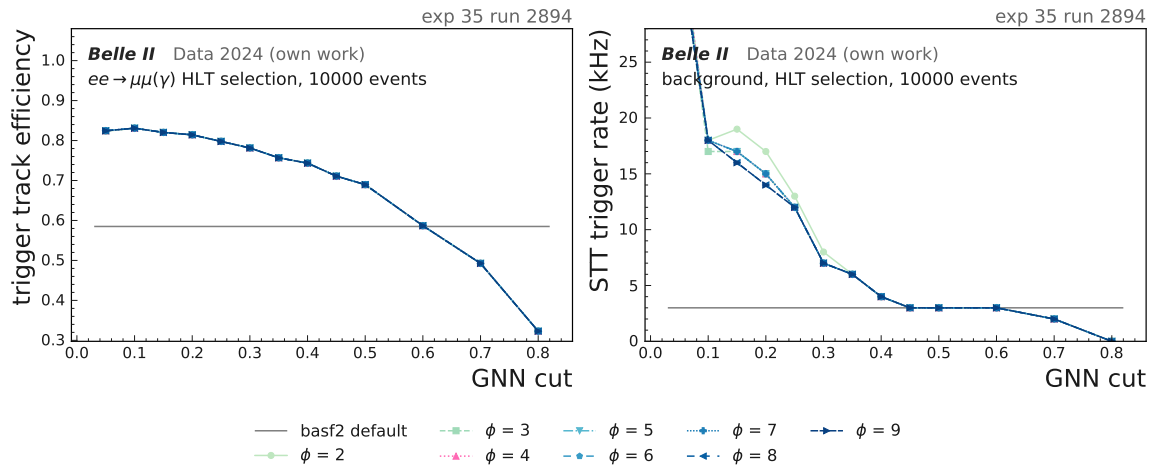 exp 35 run 2894
Belle II Data 2024 (own work)
ee→μμ(γ) HLT selection, 10000 events
trigger track efficiency
1.0
0.9
0.8
0.7
0.6
0.5
0.4
0.3
0.0 0.1 0.2 0.3 0.4 0.5 0.6 0.7 0.8
GNN cut
exp 35 run 2894
Belle II Data 2024 (own work)
background, HLT selection, 10000 events
STT trigger rate (kHz)
25
20
15
10
5
0
0.0 0.1 0.2 0.3 0.4 0.5 0.6 0.7 0.8
GNN cut
basf2 default
ϕ = 2
ϕ = 3
ϕ = 4
ϕ = 5
ϕ = 6
ϕ = 7
ϕ = 8
ϕ = 9